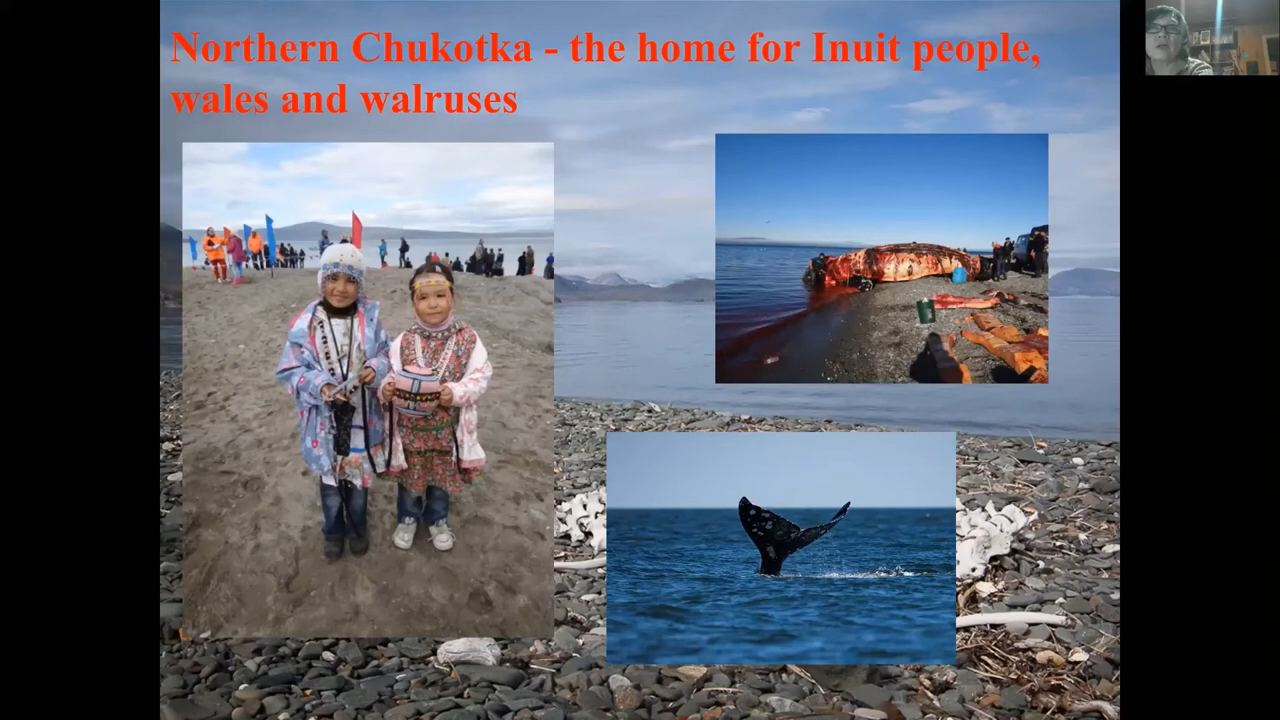 Northern Chukotka - the home for Inuit people,
wales and walruses